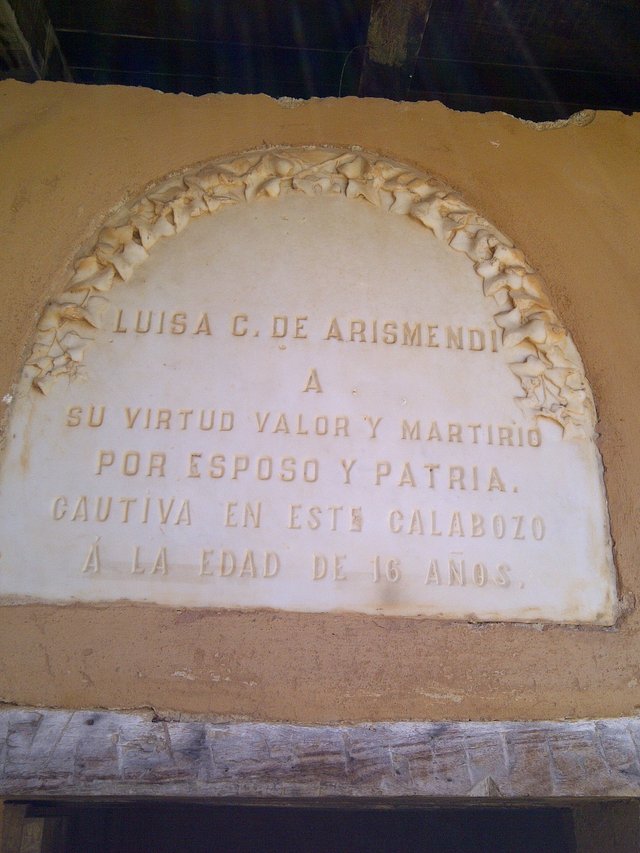 LUISA C. DE ARISMENDI
A
SU VIRTUD VALOR Y MARTIRIO
POR ESPOSO Y PATRIA.
CAUTIVA EN ESTE CALABOZO
Á LA EDAD DE 16 AÑOS.